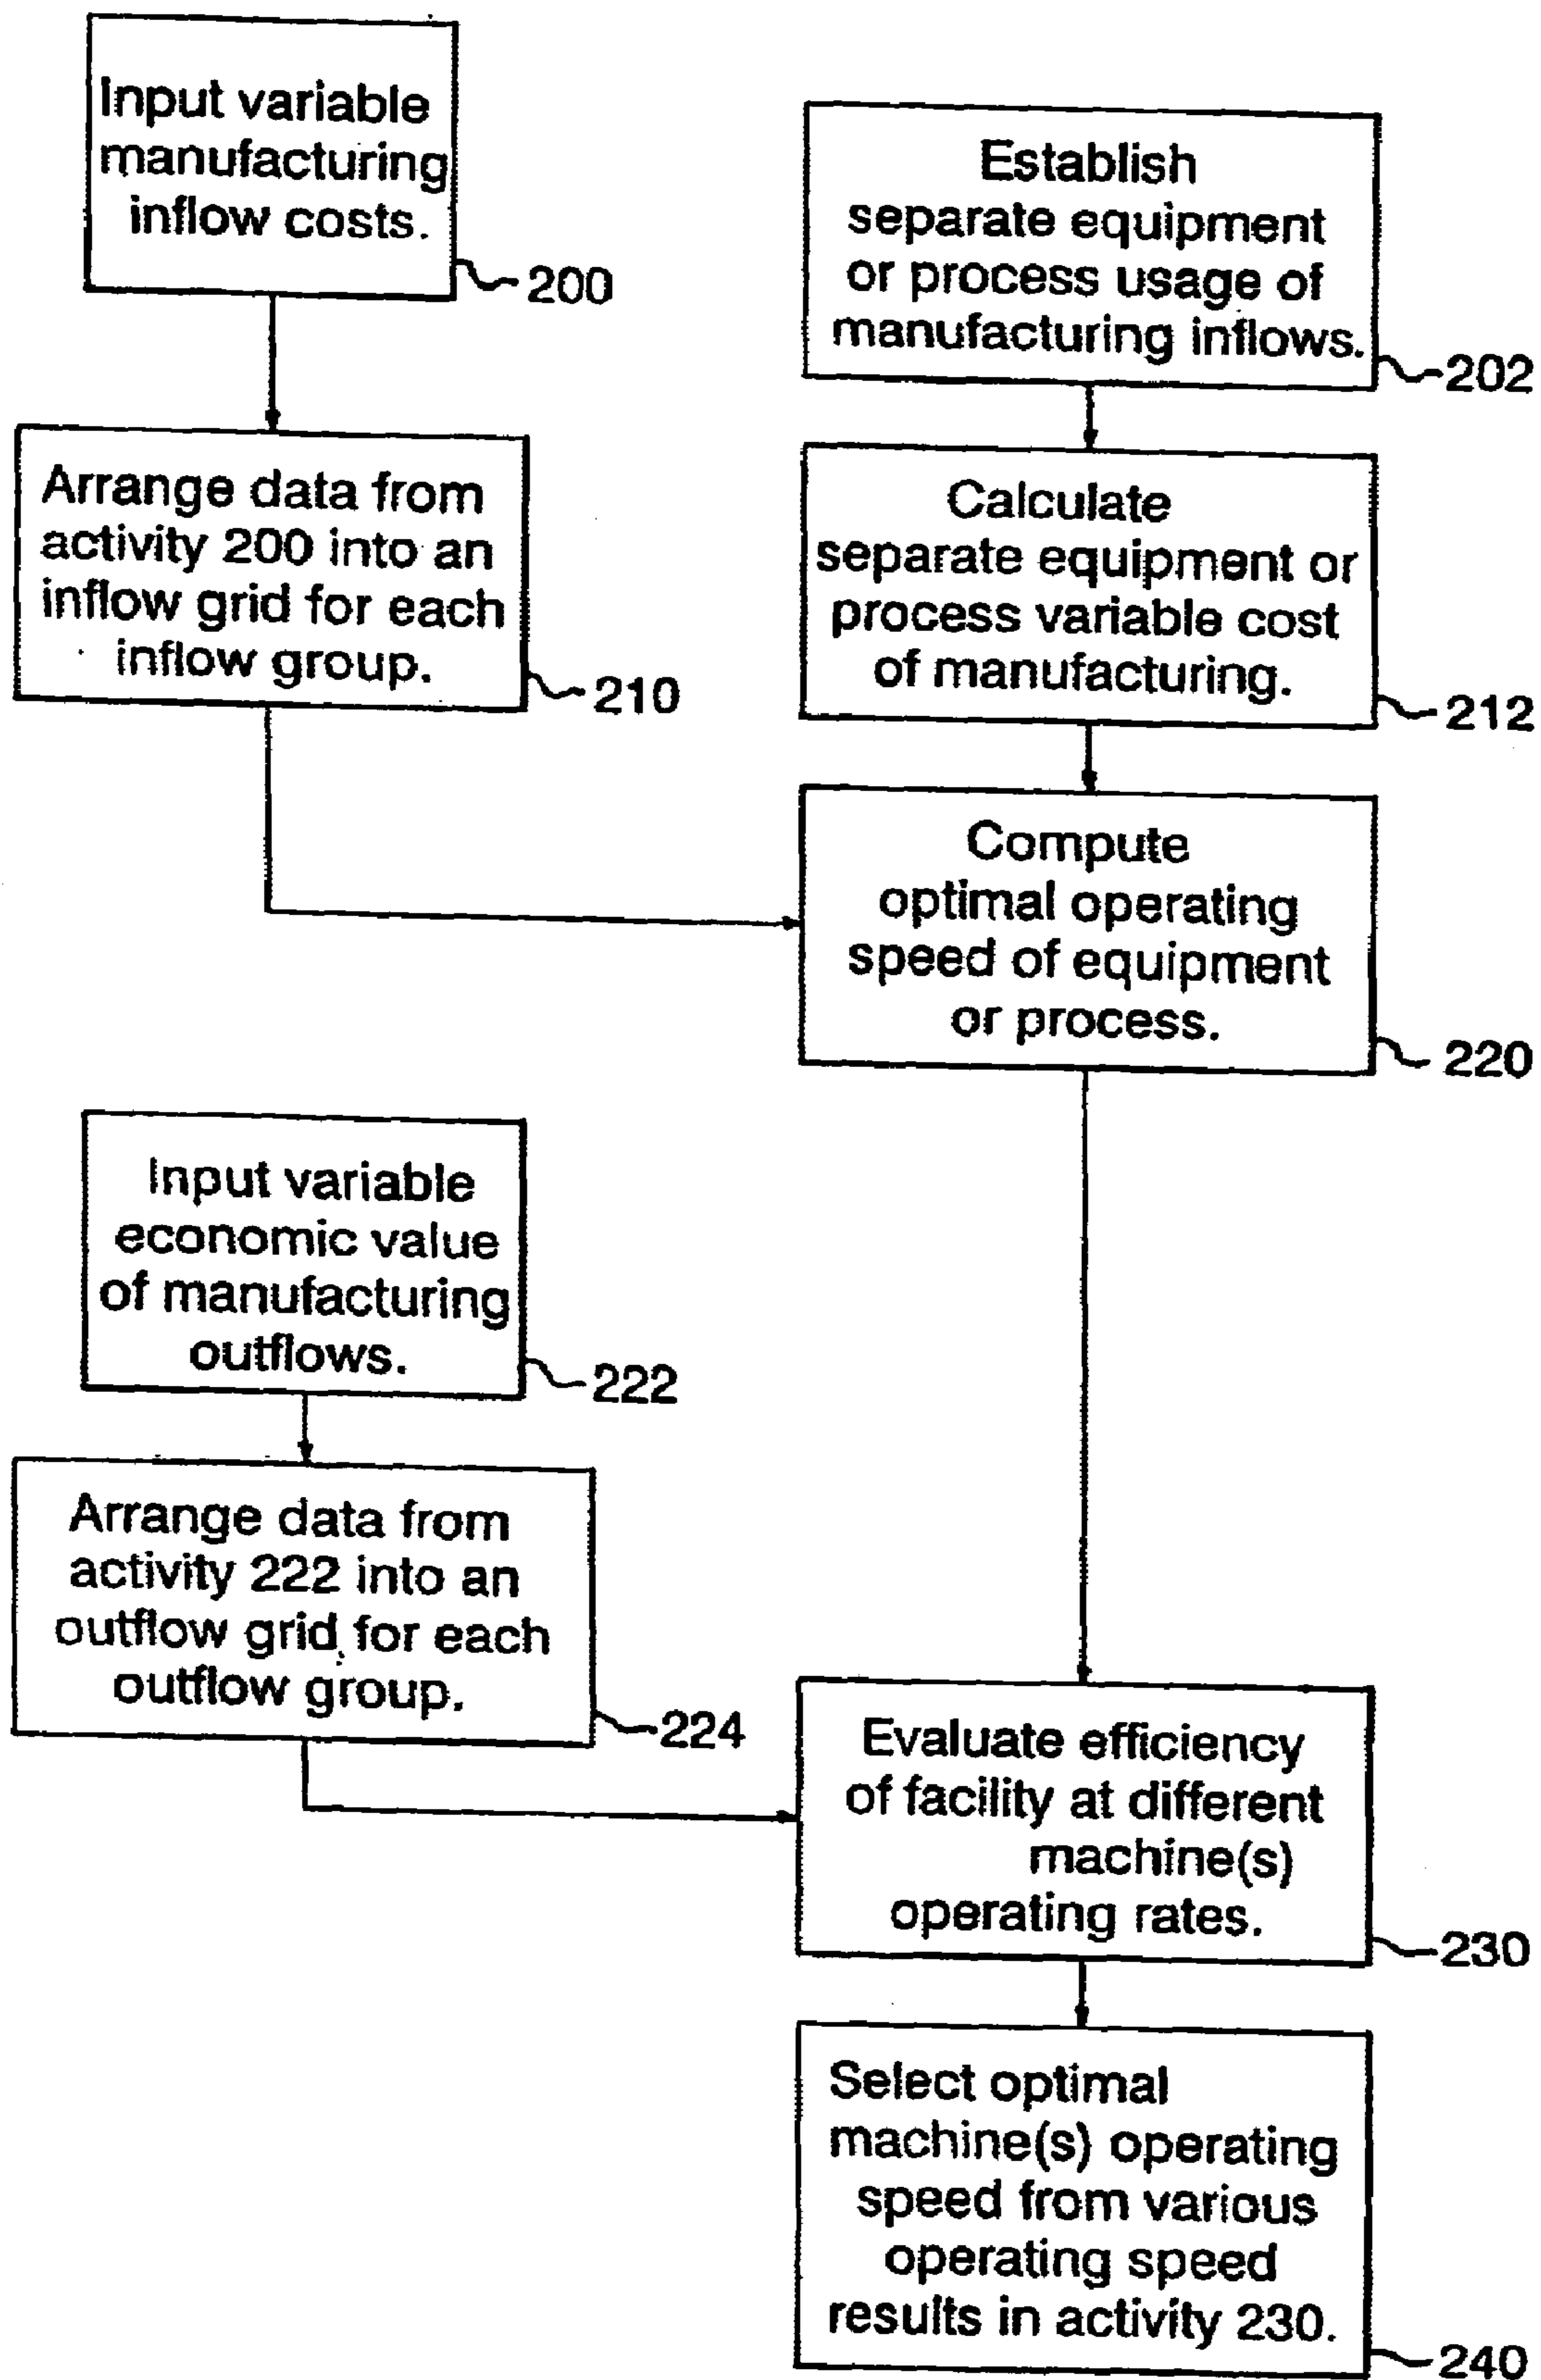 Input variable
manufacturing
inflow costs.
200
Establish
separate equipment
or process usage of
manufacturing inflows.
202
Arrange data from
activity 200 into an
inflow grid for each
inflow group.
210
Calculate
separate equipment or
process variable cost
of manufacturing.
212
Compute
optimal operating
speed of equipment
or process.
220
Input variable
economic value
of manufacturing
outflows.
222
Arrange data from
activity 222 into an
outflow grid for each
outflow group.
224
Evaluate efficiency
of facility at different
machine(s)
operating rates.
230
Select optimal
machine(s) operating
speed from various
operating speed
results in activity 230.
240